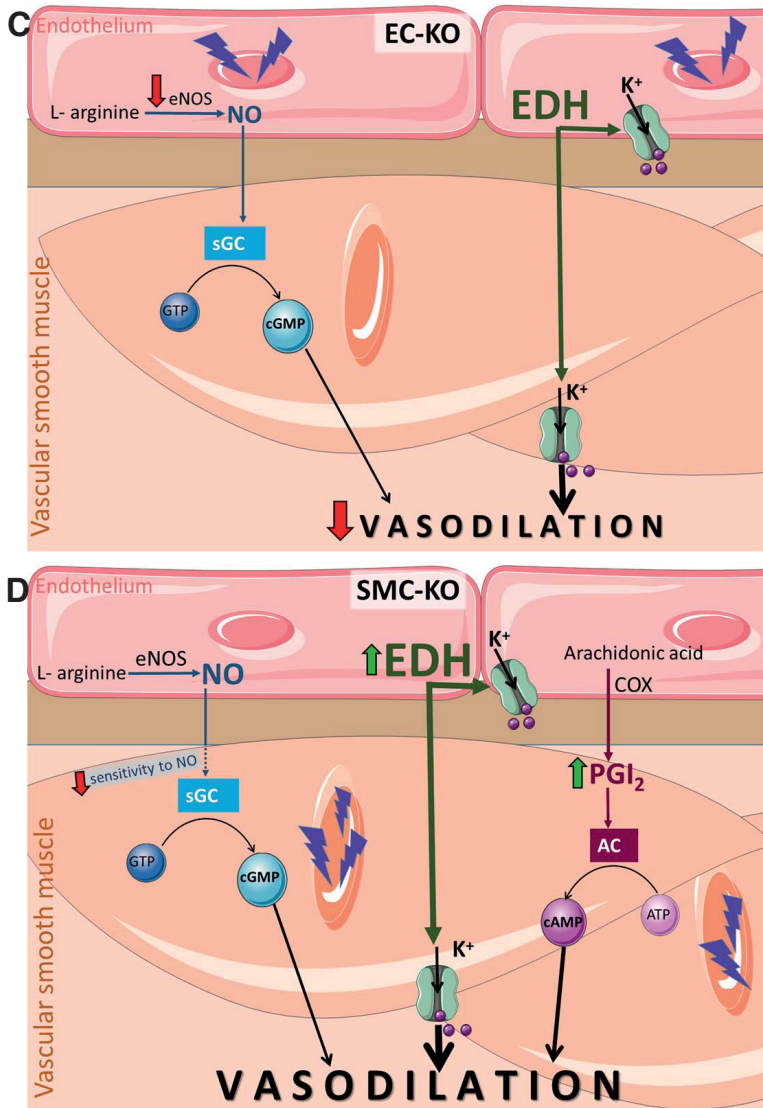 C
Endothelium
EC-KO
eNOS
L- arginine
NO
EDH
K+
sGC
GTP
cGMP
K+
Vascular smooth muscle
VASODILATION
D
Endothelium
SMC-KO
eNOS
L- arginine
NO
EDH
K+
Arachidonic acid
COX
sensitivity to NO
PGI2
sGC
AC
GTP
cGMP
cAMP
ATP
K+
Vascular smooth muscle
VASODILATION